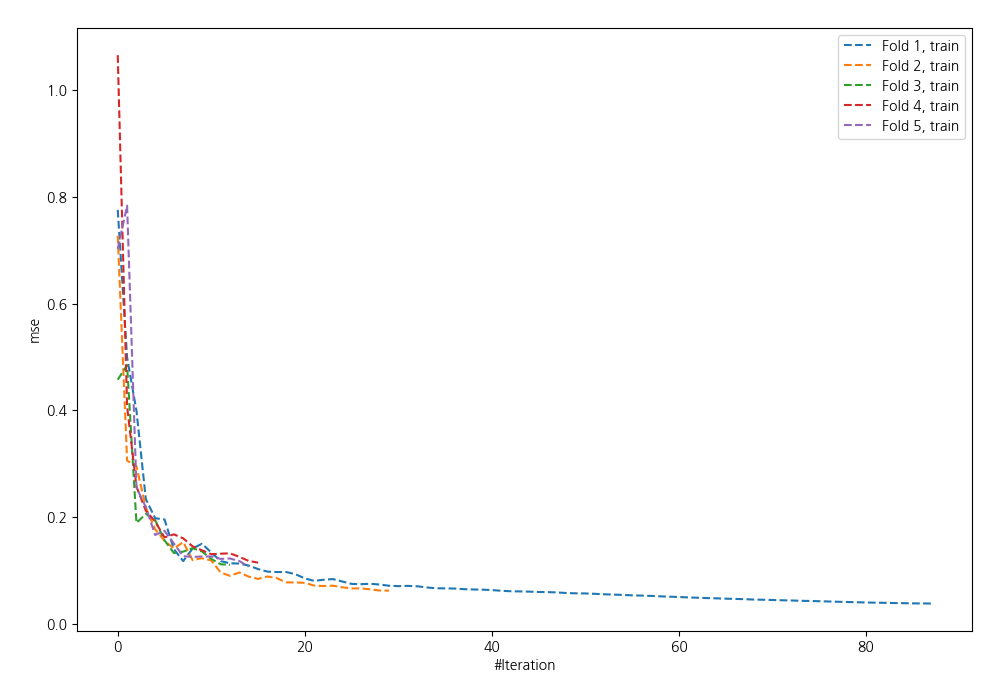 Fold 1, train
Fold 2, train
Fold 3, train
Fold 4, train
Fold 5, train
1.0
0.8
0.6
0.4
0.2
0.0
mse
0 20 40 60 80
#Iteration